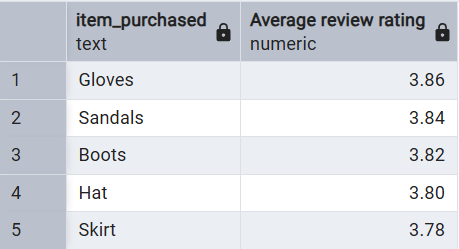 item_purchased text Average review rating numeric
1 Gloves 3.86
2 Sandals 3.84
3 Boots 3.82
4 Hat 3.80
5 Skirt 3.78